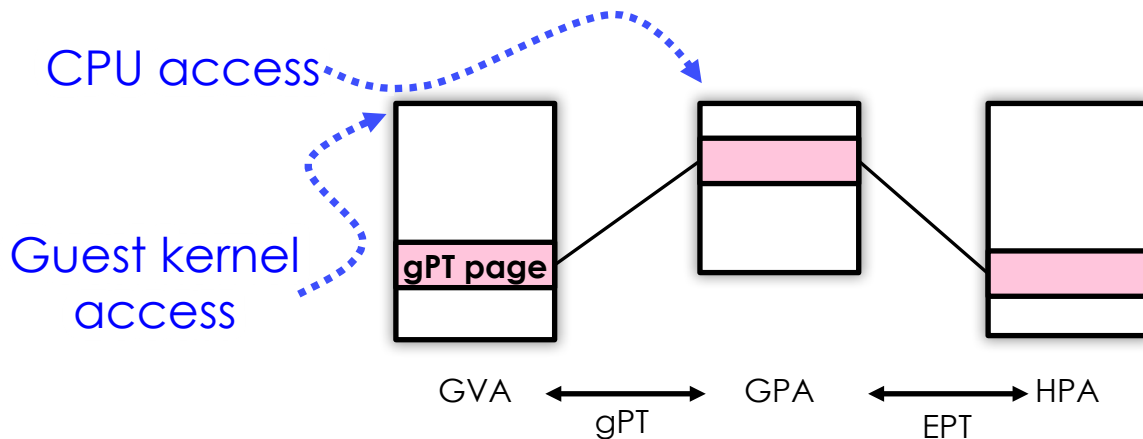 CPU access
Guest kernel
access
gPT page
GVA
gPT
GPA
EPT
HPA